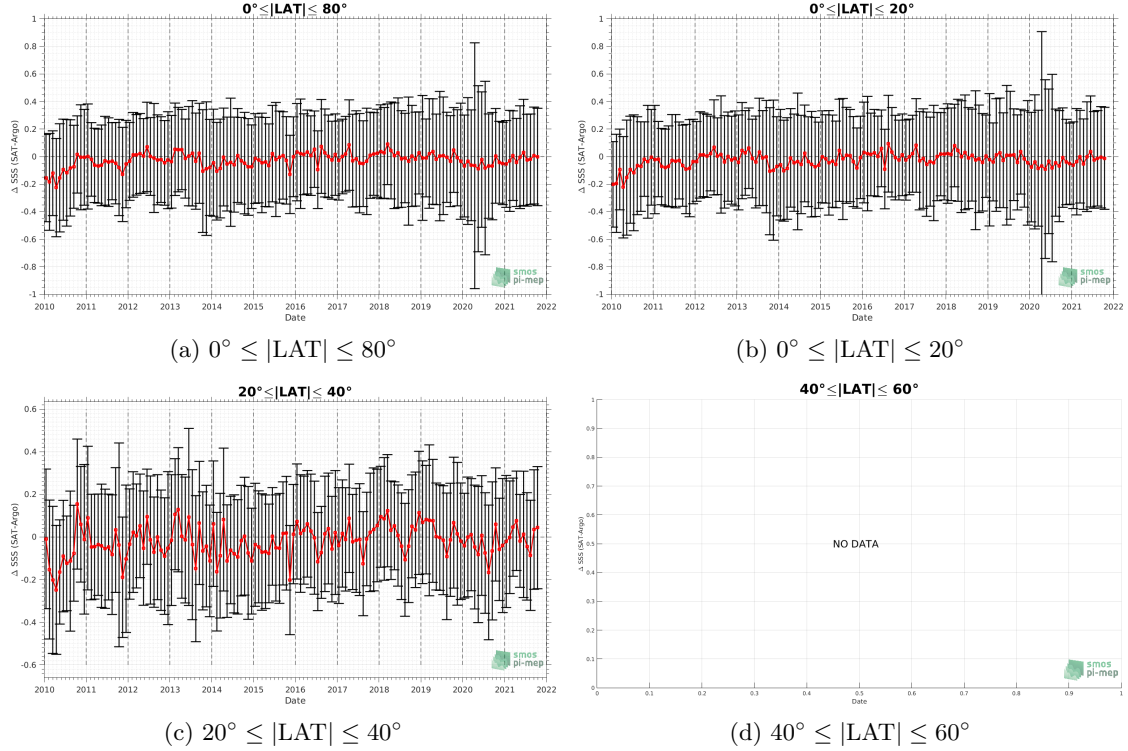 0°≤|LAT|≤ 80°
1
0.8
0.6
0.4
0.2
0
-0.2
-0.4
-0.6
-0.8
-1
Δ SSS (SAT-Argo)
2010 2011 2012 2013 2014 2015 2016 2017 2018 2019 2020 2021 2022
Date
smos
pi-mep
(a) 0° ≤ |LAT| ≤ 80°
0°≤|LAT|≤ 20°
1
0.8
0.6
0.4
0.2
0
-0.2
-0.4
-0.6
-0.8
-1
Δ SSS (SAT-Argo)
2010 2011 2012 2013 2014 2015 2016 2017 2018 2019 2020 2021 2022
Date
smos
pi-mep
(b) 0° ≤ |LAT| ≤ 20°
20°≤|LAT|≤ 40°
0.6
0.4
0.2
0
-0.2
-0.4
-0.6
Δ SSS (SAT-Argo)
2010 2011 2012 2013 2014 2015 2016 2017 2018 2019 2020 2021 2022
Date
smos
pi-mep
(c) 20° ≤ |LAT| ≤ 40°
40°≤|LAT|≤ 60°
1
0.9
0.8
0.7
0.6
0.5
0.4
0.3
0.2
0.1
0
Δ SSS (SAT-Argo)
NO DATA
0 0.1 0.2 0.3 0.4 0.5 0.6 0.7 0.8 0.9 1
Date
smos
pi-mep
(d) 40° ≤ |LAT| ≤ 60°